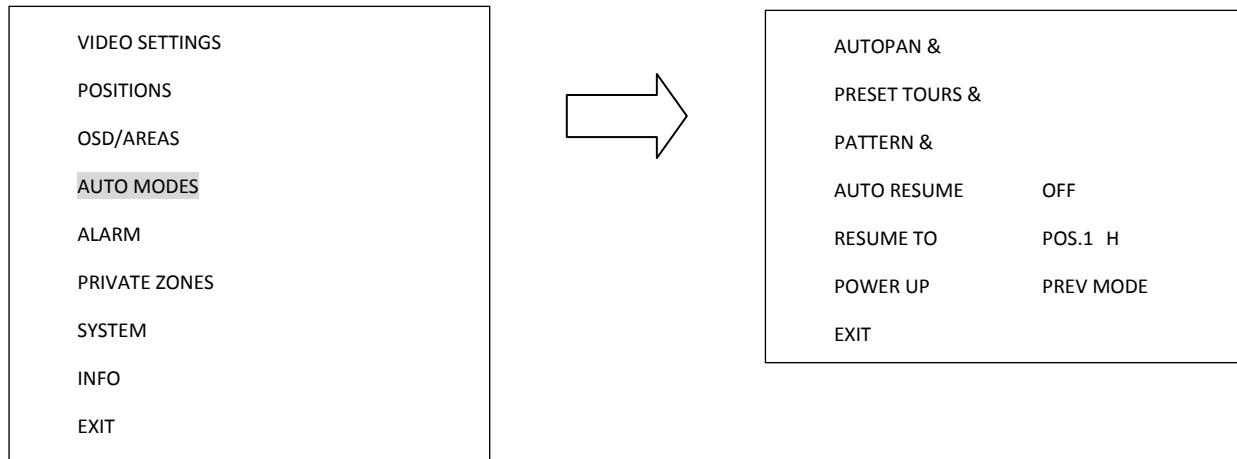 VIDEO SETTINGS
POSITIONS
OSD/AREAS
AUTO MODES
ALARM
PRIVATE ZONES
SYSTEM
INFO
EXIT
AUTOPAN &
PRESET TOURS &
PATTERN &
AUTO RESUME OFF
RESUME TO POS.1 H
POWER UP PREV MODE
EXIT